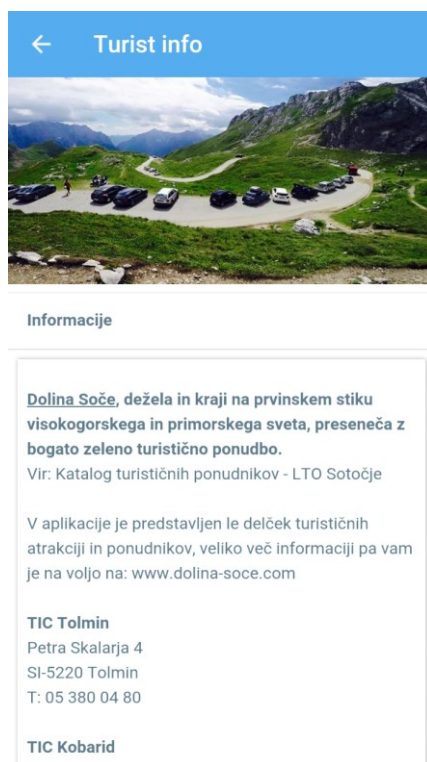 Turist info
Informacije
Dolina Soče, dežela in kraji na prvinskem stiku
visokogorskega in primorskega sveta, preseneča z
bogato zeleno turistično ponudbo.
Vir: Katalog turističnih ponudnikov - LTO Sotočje
V aplikacije je predstavljen le delček turističnih
atrakciji in ponudnikov, veliko več informaciji pa vam
je na voljo na: www.dolina-soce.com
TIC Tolmin
Petra Skalarja 4
SI-5220 Tolmin
T: 05 380 04 80
TIC Kobarid